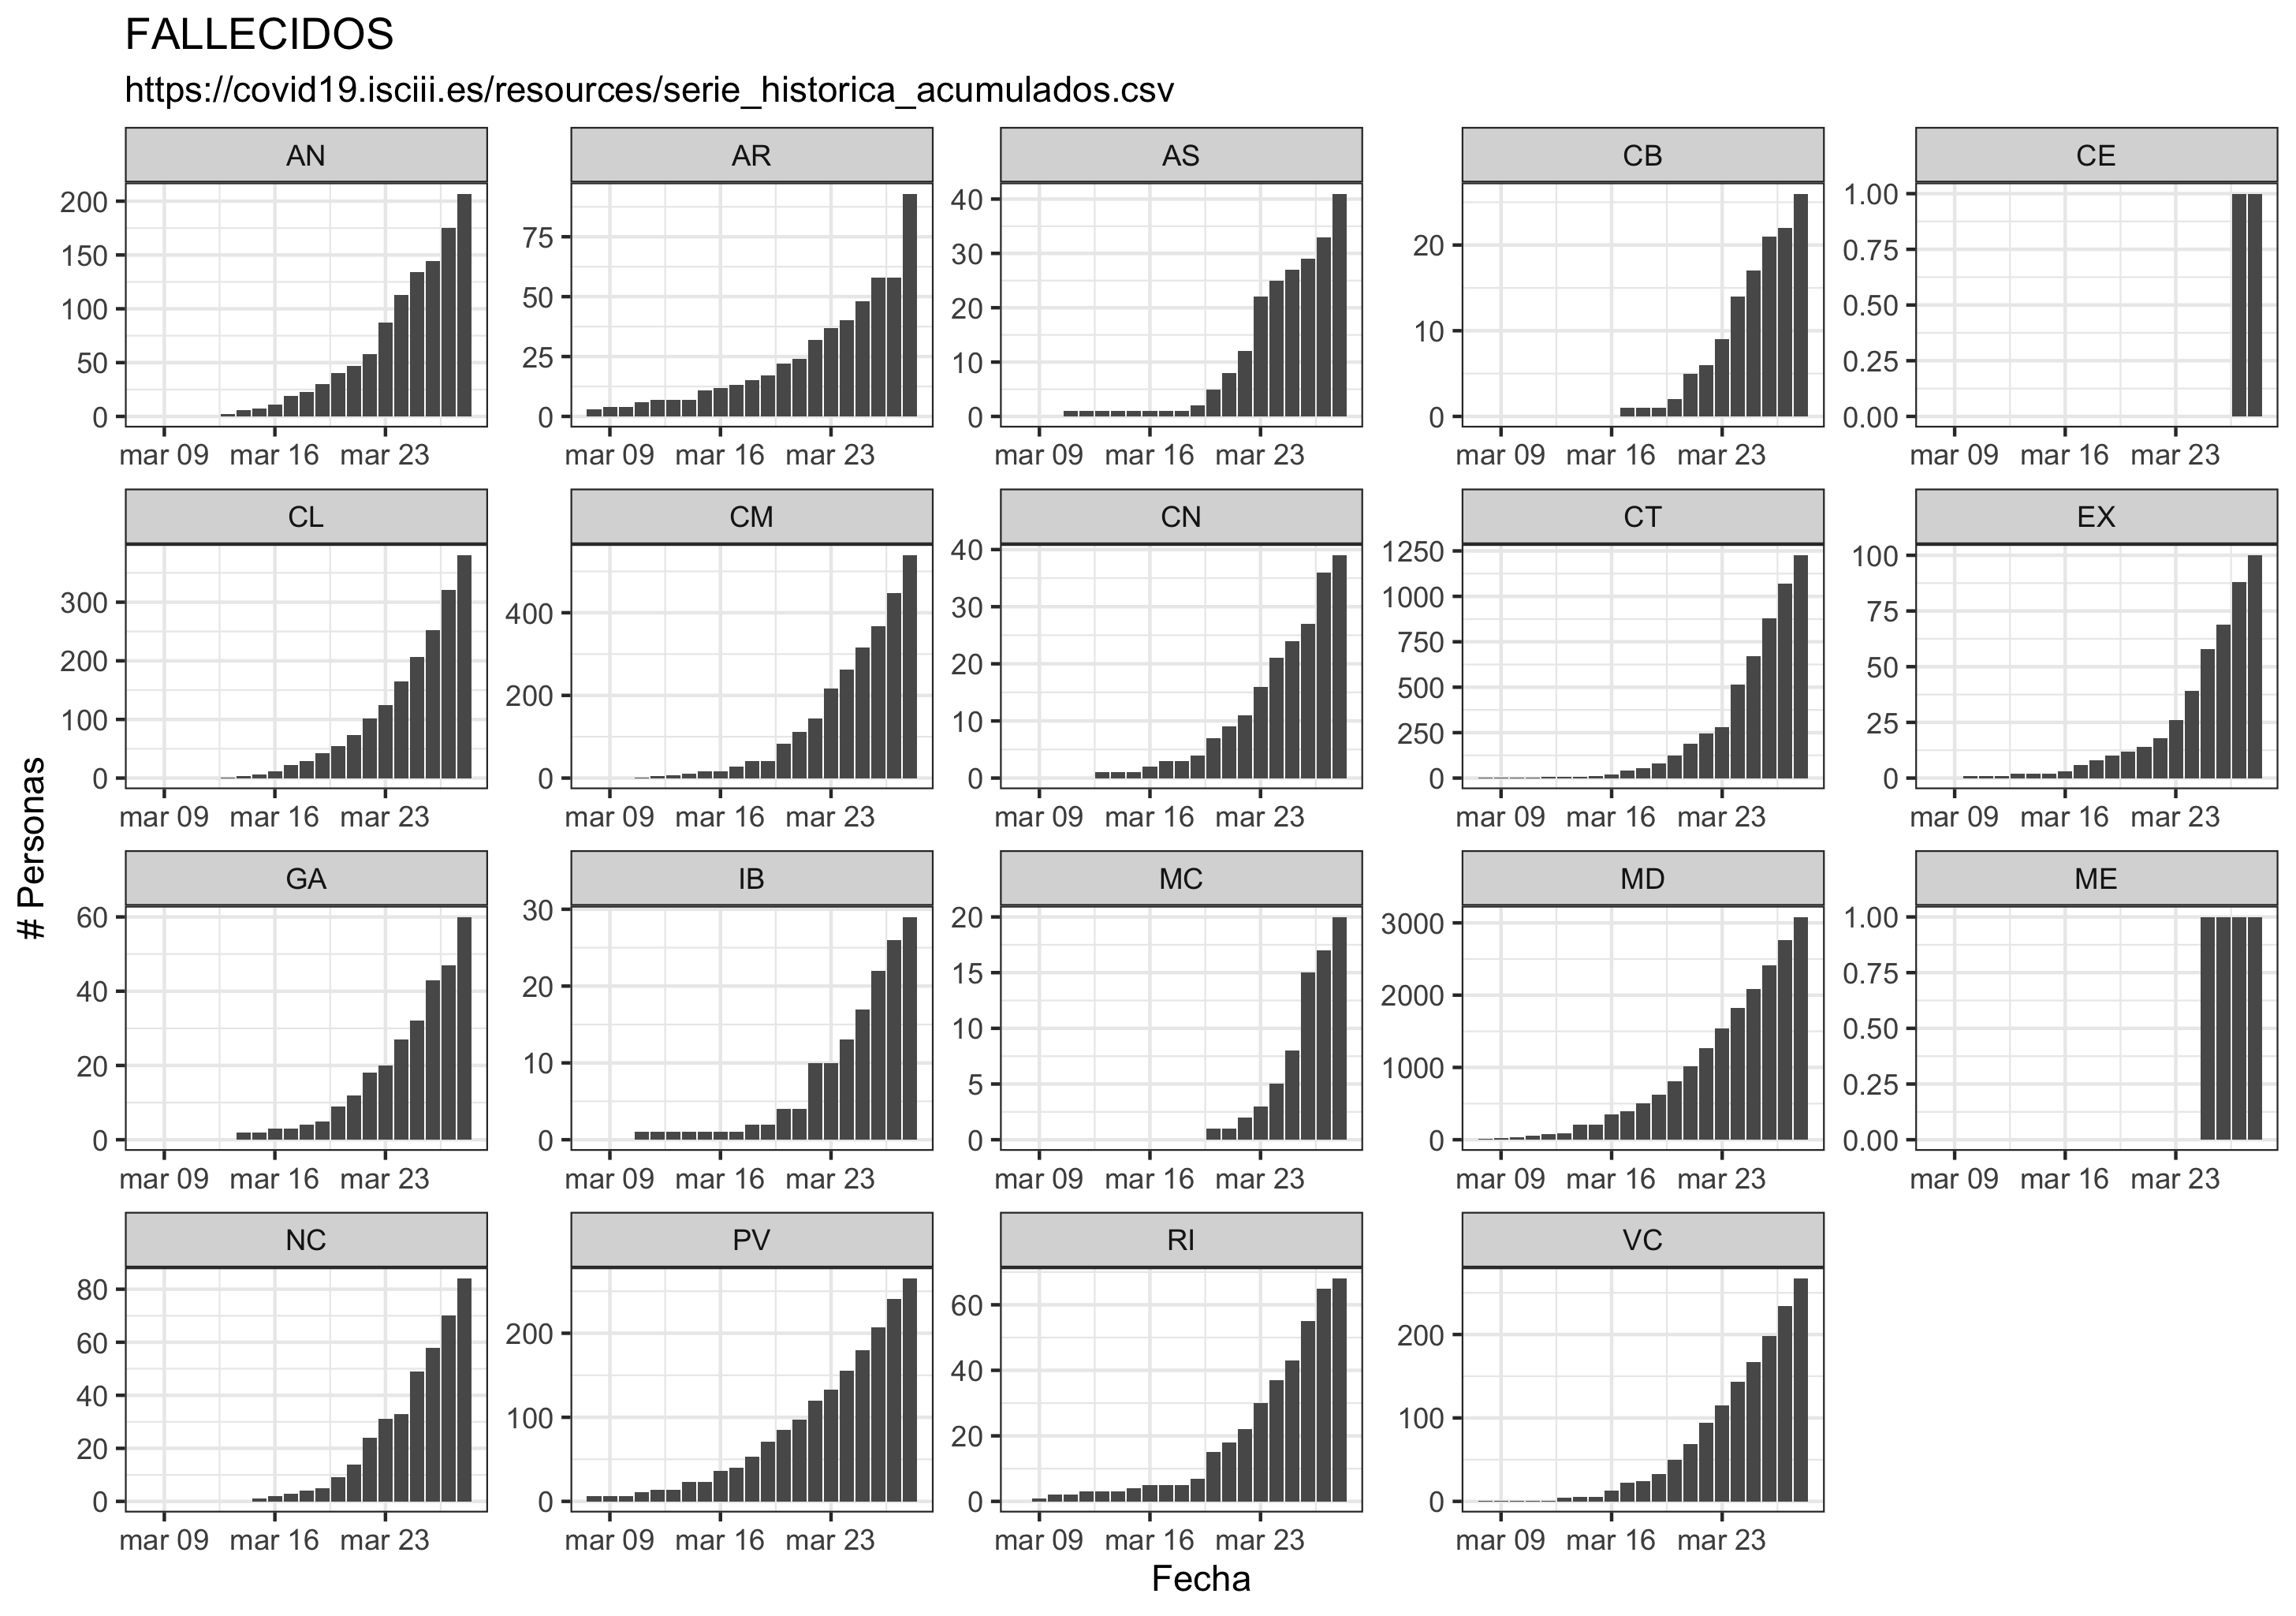 FALLECIDOS
https://covid19.isciii.es/resources/serie_historica_acumulados.csv
# Personas
AN AR AS CB CE
200 75 40 20 1.00
150 50 30 10 0.75
100 25 20 0 0.50
50 0 10 0.25
0 0 0.00
mar 09 mar 16 mar 23 mar 09 mar 16 mar 23 mar 09 mar 16 mar 23 mar 09 mar 16 mar 23 mar 09 mar 16 mar 23
CL CM CN CT EX
300 400 40 1250 100
200 200 30 1000 75
100 0 20 750 50
0 10 500 25
0 250 0
0
mar 09 mar 16 mar 23 mar 09 mar 16 mar 23 mar 09 mar 16 mar 23 mar 09 mar 16 mar 23 mar 09 mar 16 mar 23
GA IB MC MD ME
60 30 20 3000 1.00
40 20 15 2000 0.75
20 10 10 1000 0.50
0 0 5 0 0.25
0 0.00
mar 09 mar 16 mar 23 mar 09 mar 16 mar 23 mar 09 mar 16 mar 23 mar 09 mar 16 mar 23 mar 09 mar 16 mar 23
NC PV RI VC
80 200 60 200
60 100 40 100
40 0 20 0
20 0
0
mar 09 mar 16 mar 23 mar 09 mar 16 mar 23 mar 09 mar 16 mar 23 mar 09 mar 16 mar 23
Fecha